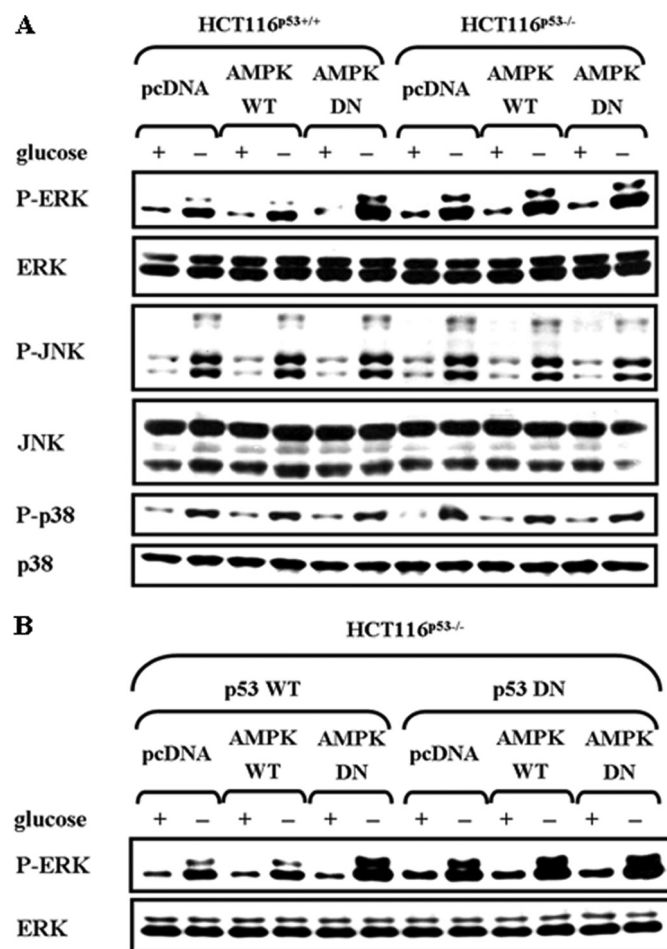 A
HCT116p53+/+ HCT116p53-/-
pcDNA AMPK WT AMPK DN pcDNA AMPK WT AMPK DN
glucose + − + − + − + − + − + −
P-ERK
ERK
P-JNK
JNK
P-p38
p38
B
HCT116p53-/-
p53 WT p53 DN
pcDNA AMPK WT AMPK DN pcDNA AMPK WT AMPK DN
glucose + − + − + − + − + − + −
P-ERK
ERK